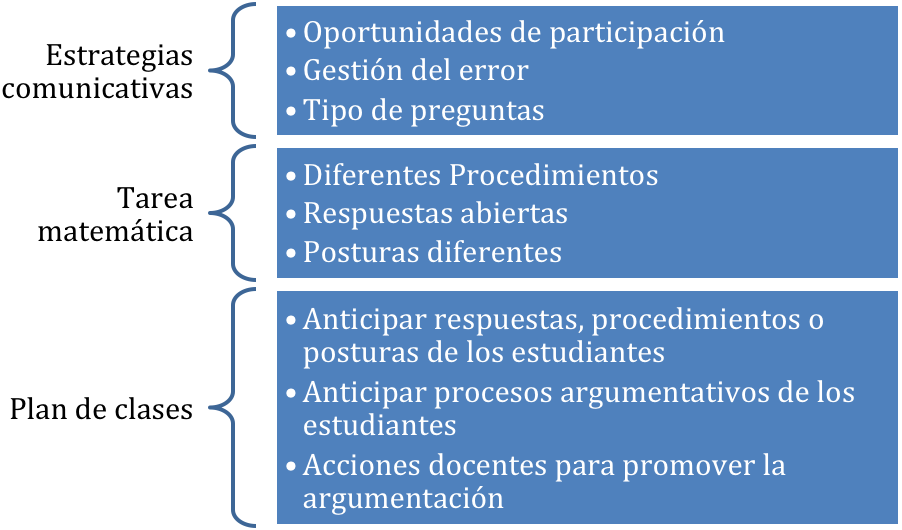 Estrategias
comunicativas
• Oportunidades de participación
• Gestión del error
• Tipo de preguntas
Tarea
matemática
• Diferentes Procedimientos
• Respuestas abiertas
• Posturas diferentes
Plan de clases
• Anticipar respuestas, procedimientos o
posturas de los estudiantes
• Anticipar procesos argumentativos de los
estudiantes
• Acciones docentes para promover la
argumentación